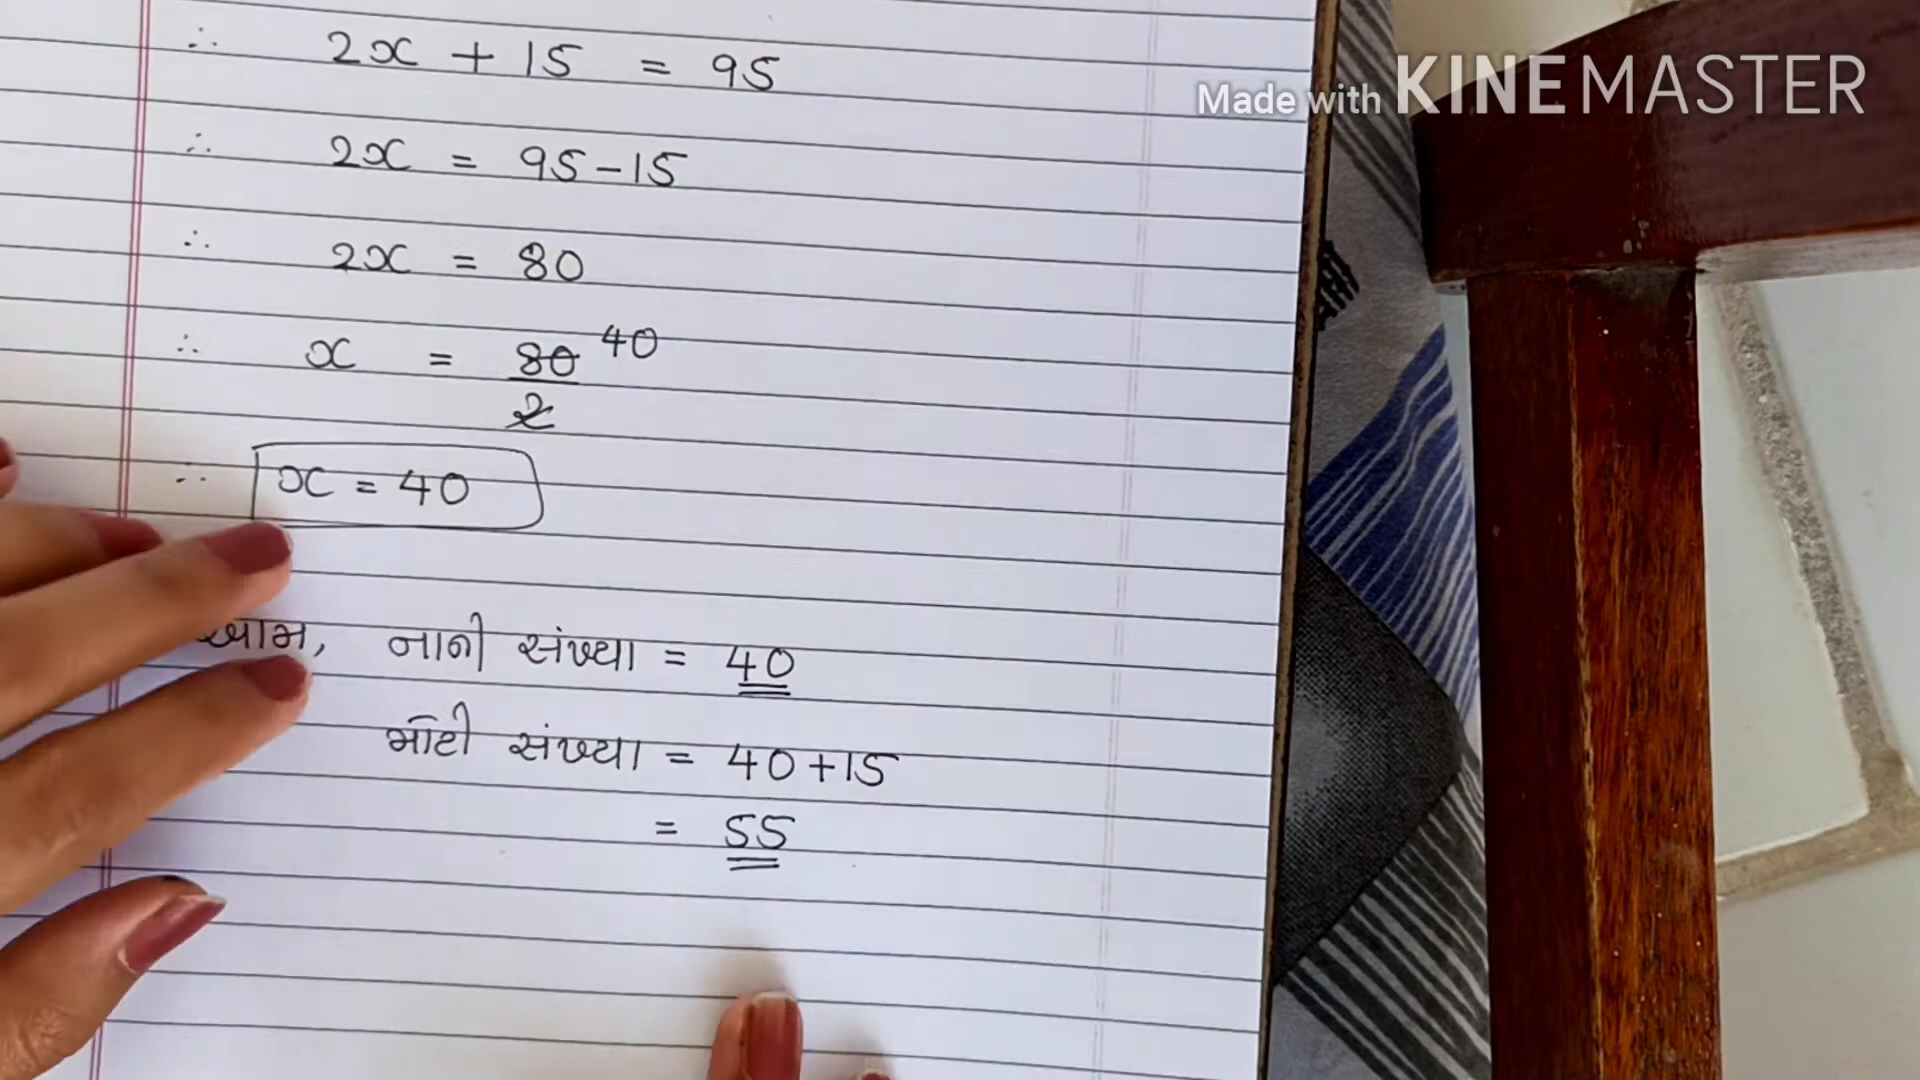 ∴ 2x + 15 = 95
Made with KINEMASTER
∴ 2x = 95 - 15
∴ 2x = 80
∴ x = 80/2 40
∴ x = 40
આમ, નાની સંખ્યા = 40
મોટી સંખ્યા = 40 + 15
= 55